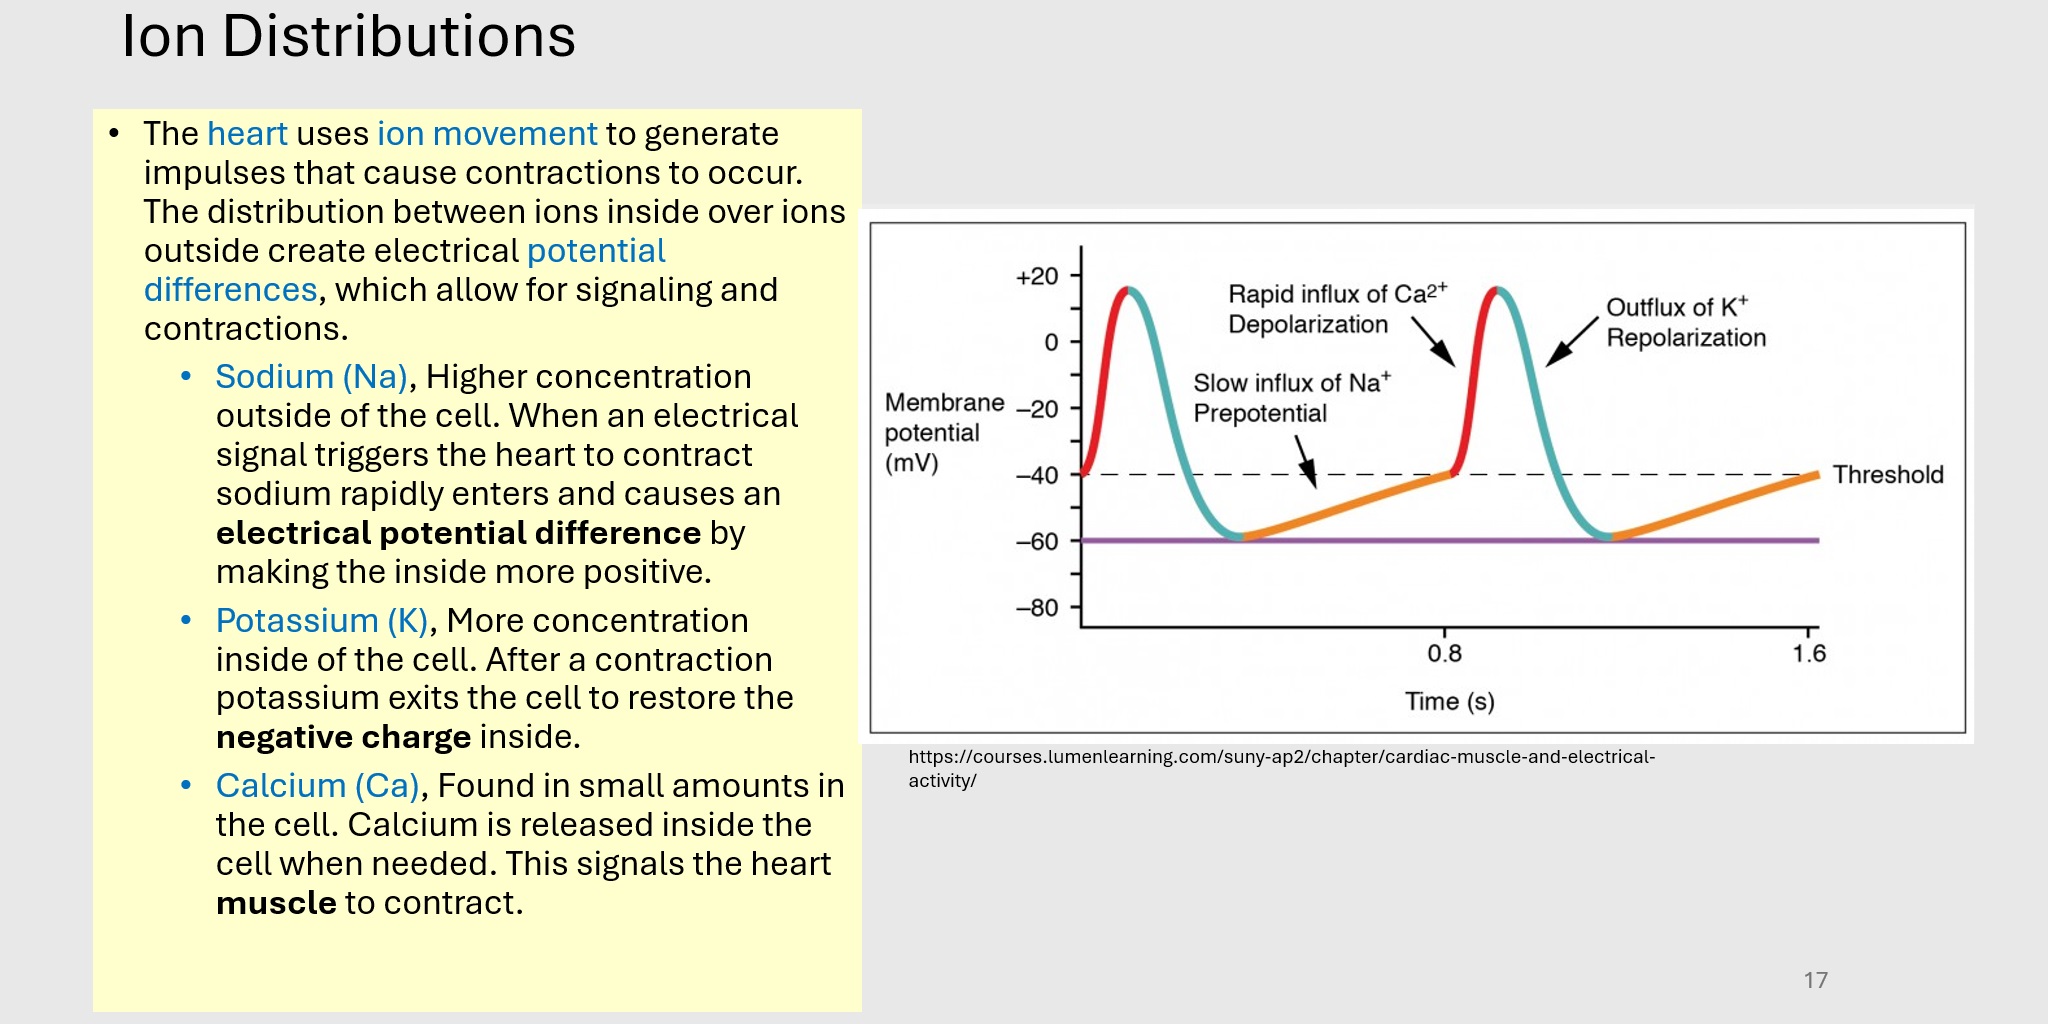 Ion Distributions
• The heart uses ion movement to generate
impulses that cause contractions to occur.
The distribution between ions inside over ions
outside create electrical potential
differences, which allow for signaling and
contractions.
• Sodium (Na), Higher concentration
outside of the cell. When an electrical
signal triggers the heart to contract
sodium rapidly enters and causes an
electrical potential difference by
making the inside more positive.
• Potassium (K), More concentration
inside of the cell. After a contraction
potassium exits the cell to restore the
negative charge inside.
• Calcium (Ca), Found in small amounts in
the cell. Calcium is released inside the
cell when needed. This signals the heart
muscle to contract.
Membrane
potential
(mV)
+20
0
–20
–40
–60
–80
Rapid influx of Ca²⁺
Depolarization
Outflux of K⁺
Repolarization
Slow influx of Na⁺
Prepotential
Threshold
0.8
1.6
Time (s)
https://courses.lumenlearning.com/suny-ap2/chapter/cardiac-muscle-and-electrical-
activity/
17